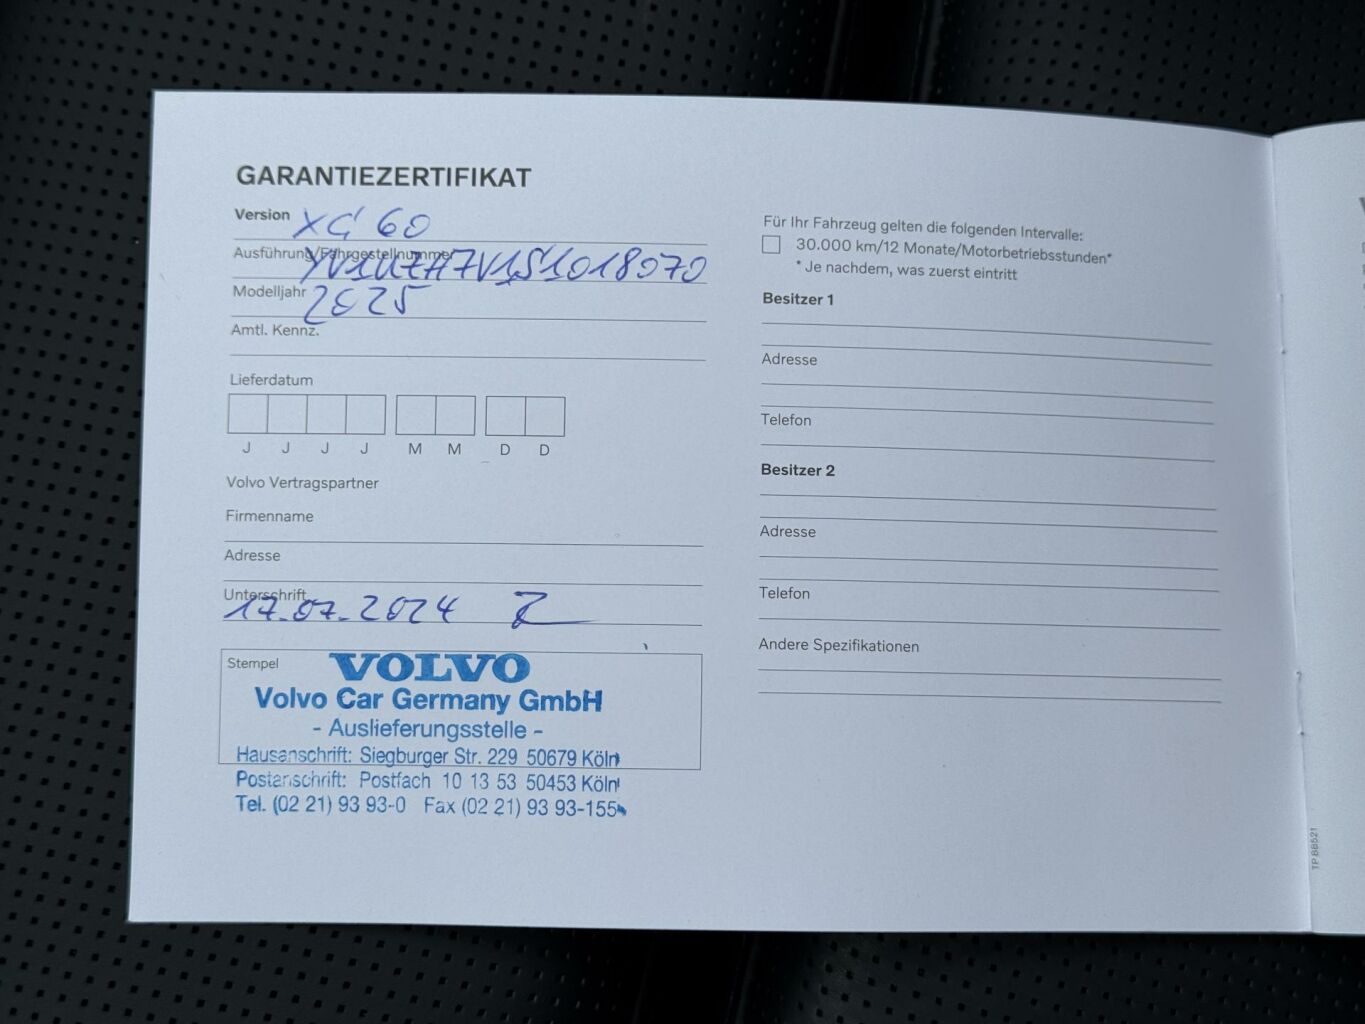 GARANTIEZERTIFIKAT
Version XC 60
Ausführung/Fahrgestellnummer
Modelljahr 2025
Amtl. Kennz.
Lieferdatum
J J J J M M D D
Volvo Vertragspartner
Firmenname
Adresse
Unterschrift
17.07.2024
Stempel
VOLVO
Volvo Car Germany GmbH
- Auslieferungsstelle -
Hausanschrift: Siegburger Str. 229 50679 Köln
Postanschrift: Postfach 10 13 53 50453 Köln
Tel. (02 21) 93 93-0 Fax (02 21) 93 93-155
Für Ihr Fahrzeug gelten die folgenden Intervalle:
30.000 km/12 Monate/Motorbetriebsstunden*
* Je nachdem, was zuerst eintritt
Besitzer 1
Adresse
Telefon
Besitzer 2
Adresse
Telefon
Andere Spezifikationen
TP 88521